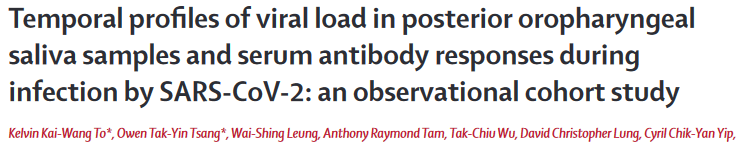 Temporal profiles of viral load in posterior oropharyngeal
saliva samples and serum antibody responses during
infection by SARS-CoV-2: an observational cohort study
Kelvin Kai-Wang To*, Owen Tak-Yin Tsang*, Wai-Shing Leung, Anthony Raymond Tam, Tak-Chiu Wu, David Christopher Lung, Cyril Chik-Yan Yip,